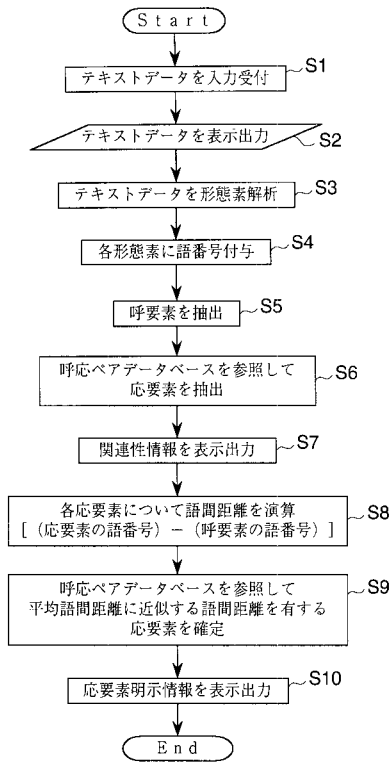 Start
テキストデータを入力受付
S1
テキストデータを表示出力
S2
テキストデータを形態素解析
S3
各形態素に語番号付与
S4
呼要素を抽出
S5
呼応ペアデータベースを参照して
応要素を抽出
S6
関連性情報を表示出力
S7
各応要素について語間距離を演算
[（応要素の語番号）－（呼要素の語番号）]
S8
呼応ペアデータベースを参照して
平均語間距離に近似する語間距離を有する
応要素を確定
S9
応要素明示情報を表示出力
S10
End